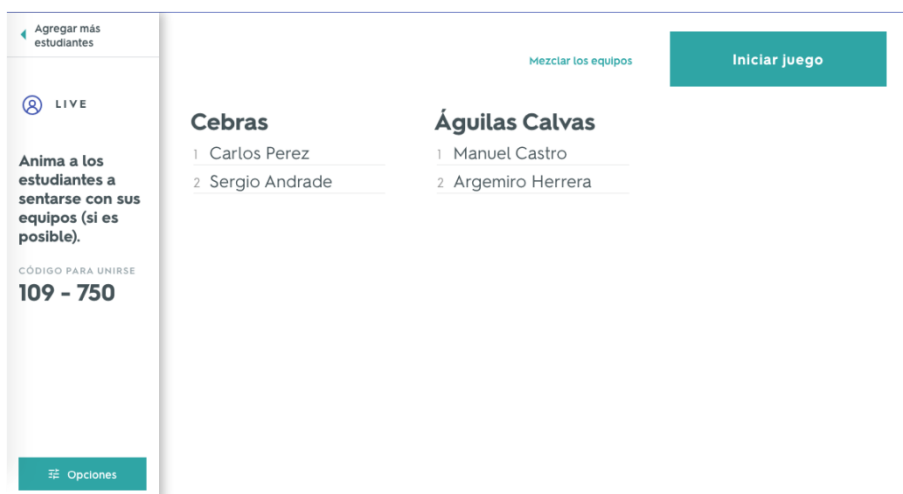 Agregar más
estudiantes
LIVE
Anima a los
estudiantes a
sentarse con sus
equipos (si es
posible).
CÓDIGO PARA UNIRSE
109 - 750
Opciones
Mezclar los equipos
Iniciar juego
Cebras
1 Carlos Perez
2 Sergio Andrade
Águilas Calvas
1 Manuel Castro
2 Argemiro Herrera